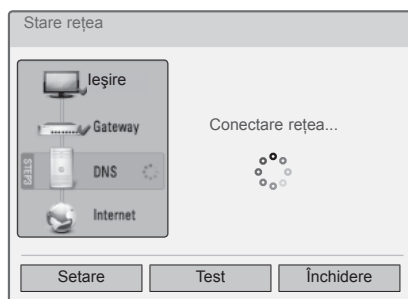 Stare rețea
Ieşire
Gateway
Conectare rețea...
STEP3
DNS
Internet
Setare
Test
Închidere